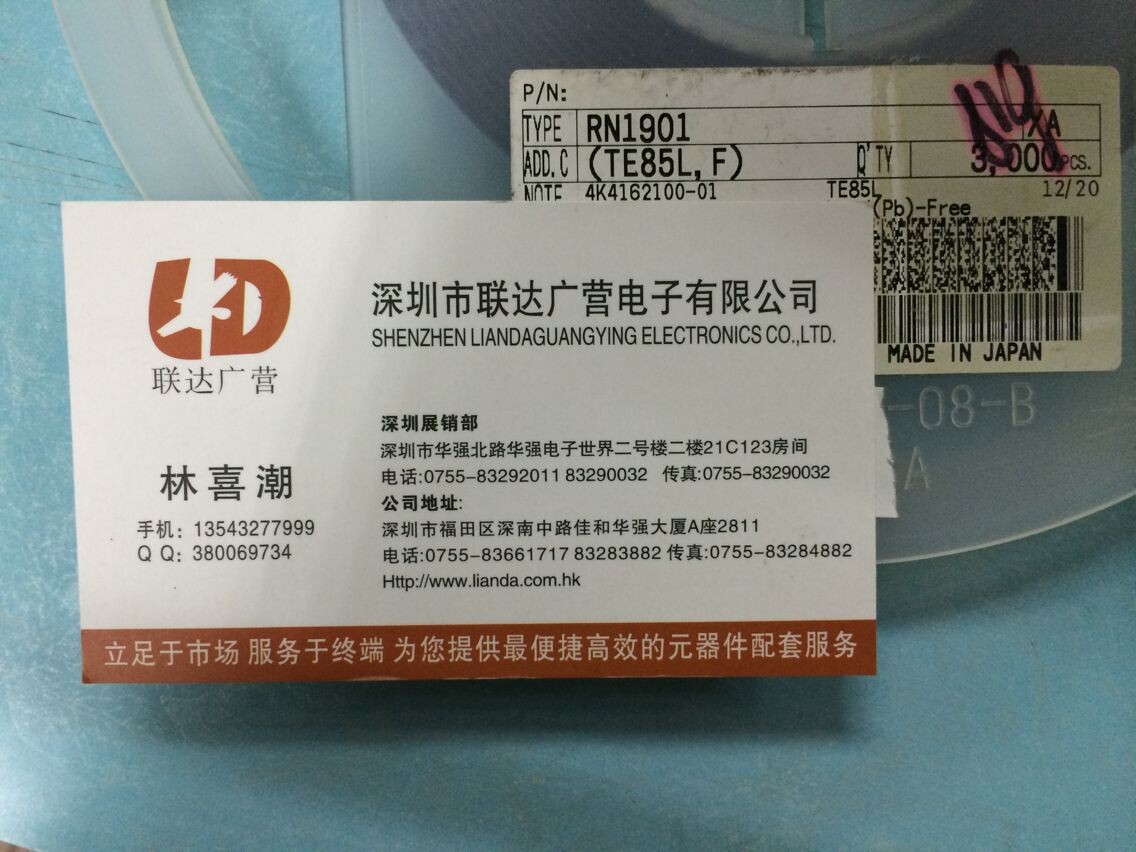 P/N:
TYPE RN1901 XA
ADD.C (TE85L,F) Q'TY 3,000 PCS.
NOTE 4K4162100-01 TE85L 12/20
(Pb)-Free
MADE IN JAPAN
-08-B
A
LD
联达广营
深圳市联达广营电子有限公司
SHENZHEN LIANDAGUANGYING ELECTRONICS CO.,LTD.
林喜潮
手机：13543277999
Q Q：380069734
深圳展销部
深圳市华强北路华强电子世界二号楼二楼21C123房间
电话:0755-83292011 83290032 传真:0755-83290032
公司地址:
深圳市福田区深南中路佳和华强大厦A座2811
电话:0755-83661717 83283882 传真:0755-83284882
Http://www.lianda.com.hk
立足于市场 服务于终端 为您提供最便捷高效的元器件配套服务